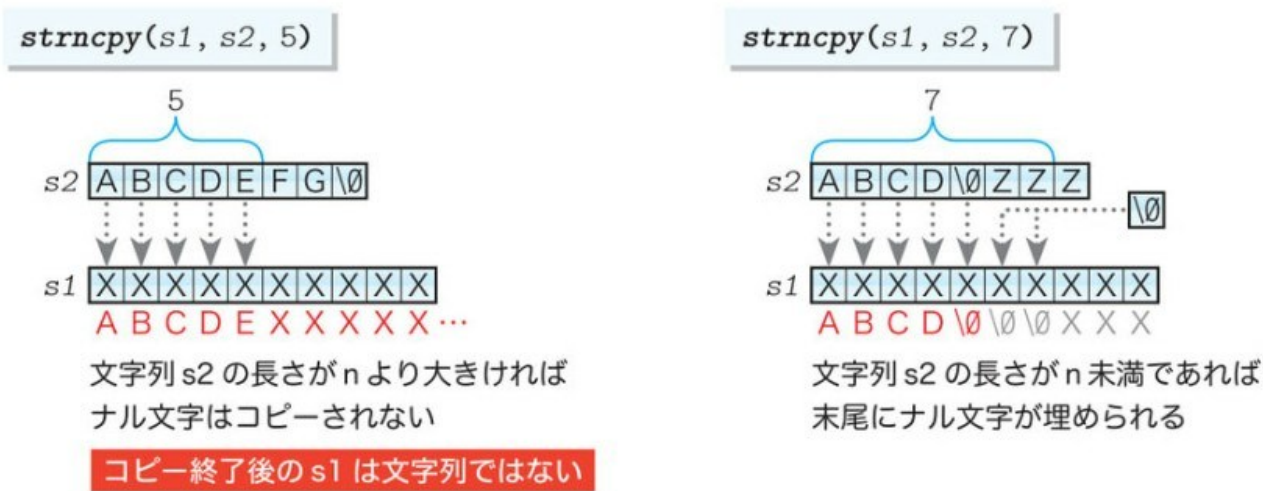 strncpy(s1, s2, 5)
5
s2 A B C D E F G \0
s1 X X X X X X X X X X
A B C D E X X X X X …
文字列 s2 の長さが n より大きければ
ナル文字はコピーされない
コピー終了後の s1 は文字列ではない
strncpy(s1, s2, 7)
7
s2 A B C D \0 Z Z Z
\0
s1 X X X X X X X X X X
A B C D \0 \0 \0 X X X
文字列 s2 の長さが n 未満であれば
末尾にナル文字が埋められる